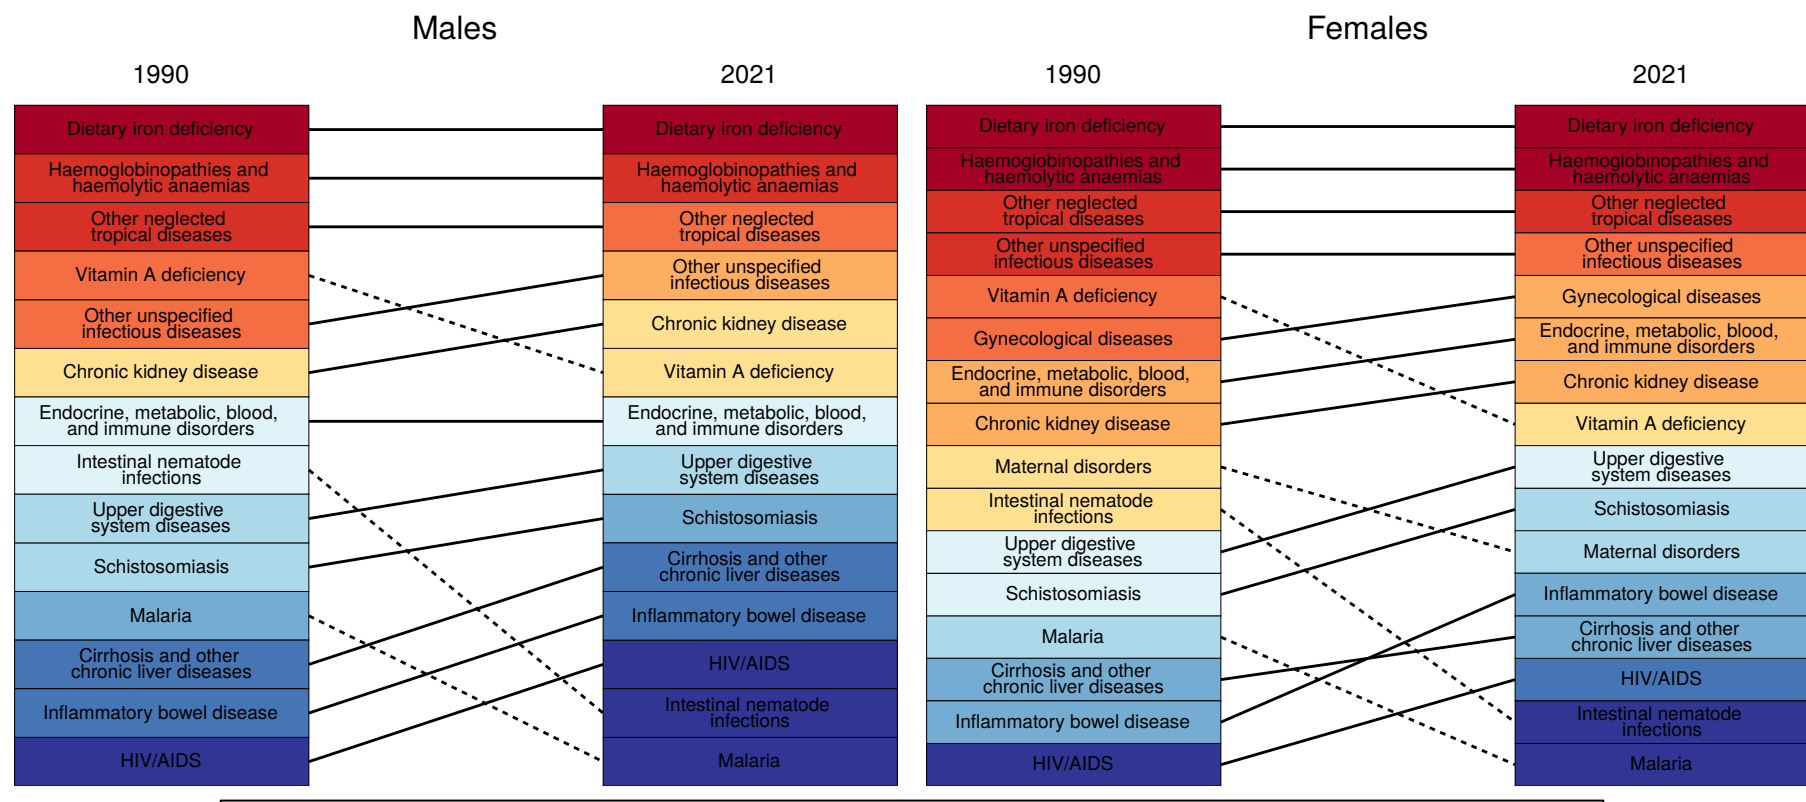 Males
1990
2021
Dietary iron deficiency
Haemoglobinopathies and
haemolytic anaemias
Other neglected
tropical diseases
Vitamin A deficiency
Other unspecified
infectious diseases
Chronic kidney disease
Endocrine, metabolic, blood,
and immune disorders
Intestinal nematode
infections
Upper digestive
system diseases
Schistosomiasis
Malaria
Cirrhosis and other
chronic liver diseases
Inflammatory bowel disease
HIV/AIDS
Dietary iron deficiency
Haemoglobinopathies and
haemolytic anaemias
Other neglected
tropical diseases
Other unspecified
infectious diseases
Chronic kidney disease
Vitamin A deficiency
Endocrine, metabolic, blood,
and immune disorders
Upper digestive
system diseases
Schistosomiasis
Cirrhosis and other
chronic liver diseases
Inflammatory bowel disease
HIV/AIDS
Intestinal nematode
infections
Malaria
Females
1990
2021
Dietary iron deficiency
Haemoglobinopathies and
haemolytic anaemias
Other neglected
tropical diseases
Other unspecified
infectious diseases
Vitamin A deficiency
Gynecological diseases
Endocrine, metabolic, blood,
and immune disorders
Chronic kidney disease
Maternal disorders
Intestinal nematode
infections
Upper digestive
system diseases
Schistosomiasis
Malaria
Cirrhosis and other
chronic liver diseases
Inflammatory bowel disease
HIV/AIDS
Dietary iron deficiency
Haemoglobinopathies and
haemolytic anaemias
Other neglected
tropical diseases
Other unspecified
infectious diseases
Gynecological diseases
Endocrine, metabolic, blood,
and immune disorders
Chronic kidney disease
Vitamin A deficiency
Upper digestive
system diseases
Schistosomiasis
Maternal disorders
Inflammatory bowel disease
Cirrhosis and other
chronic liver diseases
HIV/AIDS
Intestinal nematode
infections
Malaria